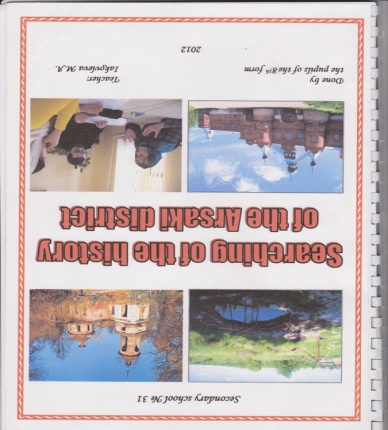 Secondary school № 31
Searching of the history
of the Arsaki district
Done by
the pupils of the 8th form
Teacher:
Iakovleva M.A.
2012